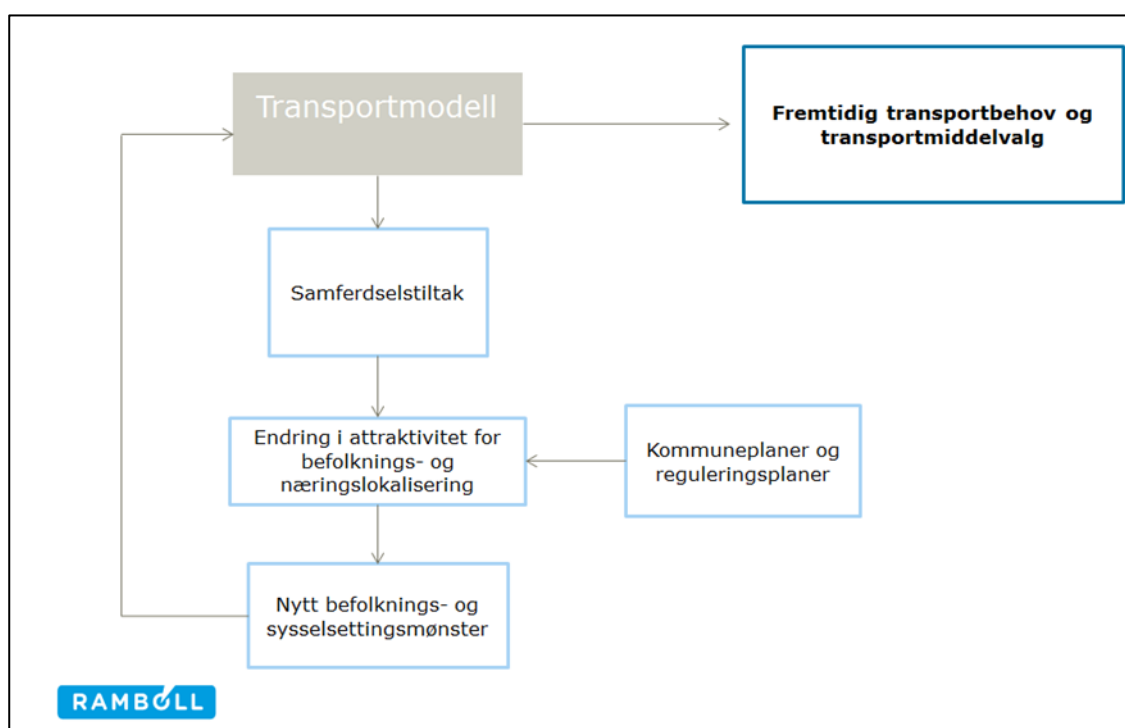 Transportmodell
Fremtidig transportbehov og
transportmiddelvalg
Samferdselstiltak
Endring i attraktivitet for
befolknings- og
næringslokalisering
Kommuneplaner og
reguleringsplaner
Nytt befolknings- og
sysselsettingsmønster
RAMBOLL